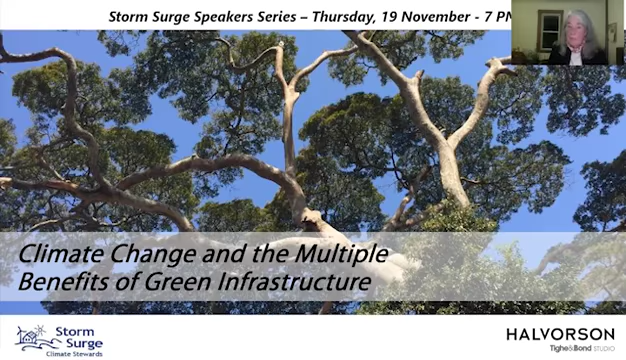 Storm Surge Speakers Series – Thursday, 19 November - 7 PM
Climate Change and the Multiple
Benefits of Green Infrastructure
Storm
Surge
Climate Stewards
HALVORSON
Tighe&Bond STUDIO